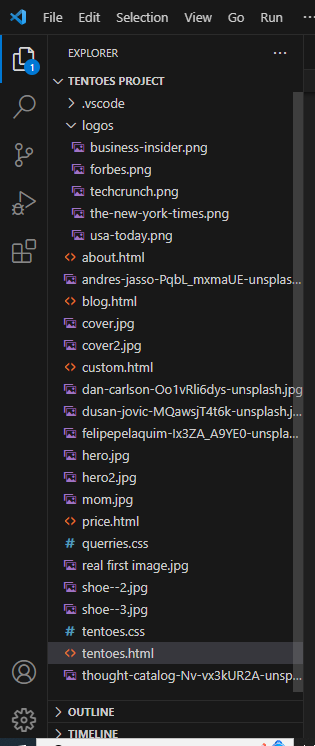 File Edit Selection View Go Run
EXPLORER
1
TENTOES PROJECT
.vscode
logos
business-insider.png
forbes.png
techcrunch.png
the-new-york-times.png
usa-today.png
about.html
andres-jasso-PqbL_mxmaUE-unsplas...
blog.html
cover.jpg
cover2.jpg
custom.html
dan-carlson-Oo1vRli6dys-unsplash.jpg
dusan-jovic-MQawsjT4t6k-unsplash.j...
felipepelaquim-Ix3ZA_A9YE0-unspla...
hero.jpg
hero2.jpg
mom.jpg
price.html
querries.css
real first image.jpg
shoe--2.jpg
shoe--3.jpg
tentoes.css
tentoes.html
thought-catalog-Nv-vx3kUR2A-unsp...
OUTLINE
TIMELINE